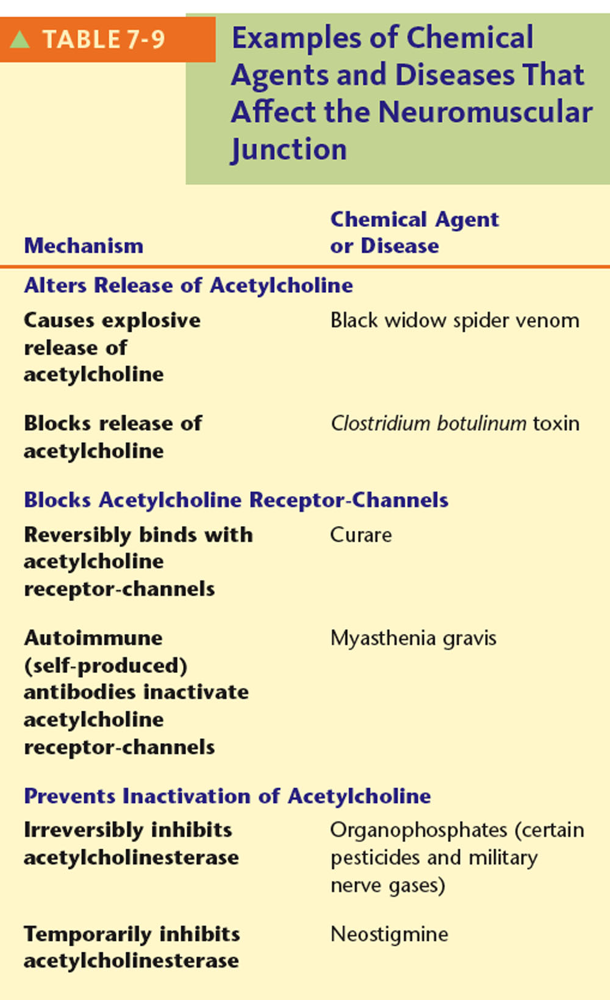 ▲ TABLE 7-9
Examples of Chemical
Agents and Diseases That
Affect the Neuromuscular
Junction
Mechanism
Chemical Agent
or Disease
Alters Release of Acetylcholine
Causes explosive
release of
acetylcholine
Black widow spider venom
Blocks release of
acetylcholine
Clostridium botulinum toxin
Blocks Acetylcholine Receptor-Channels
Reversibly binds with
acetylcholine
receptor-channels
Curare
Autoimmune
(self-produced)
antibodies inactivate
acetylcholine
receptor-channels
Myasthenia gravis
Prevents Inactivation of Acetylcholine
Irreversibly inhibits
acetylcholinesterase
Organophosphates (certain
pesticides and military
nerve gases)
Temporarily inhibits
acetylcholinesterase
Neostigmine